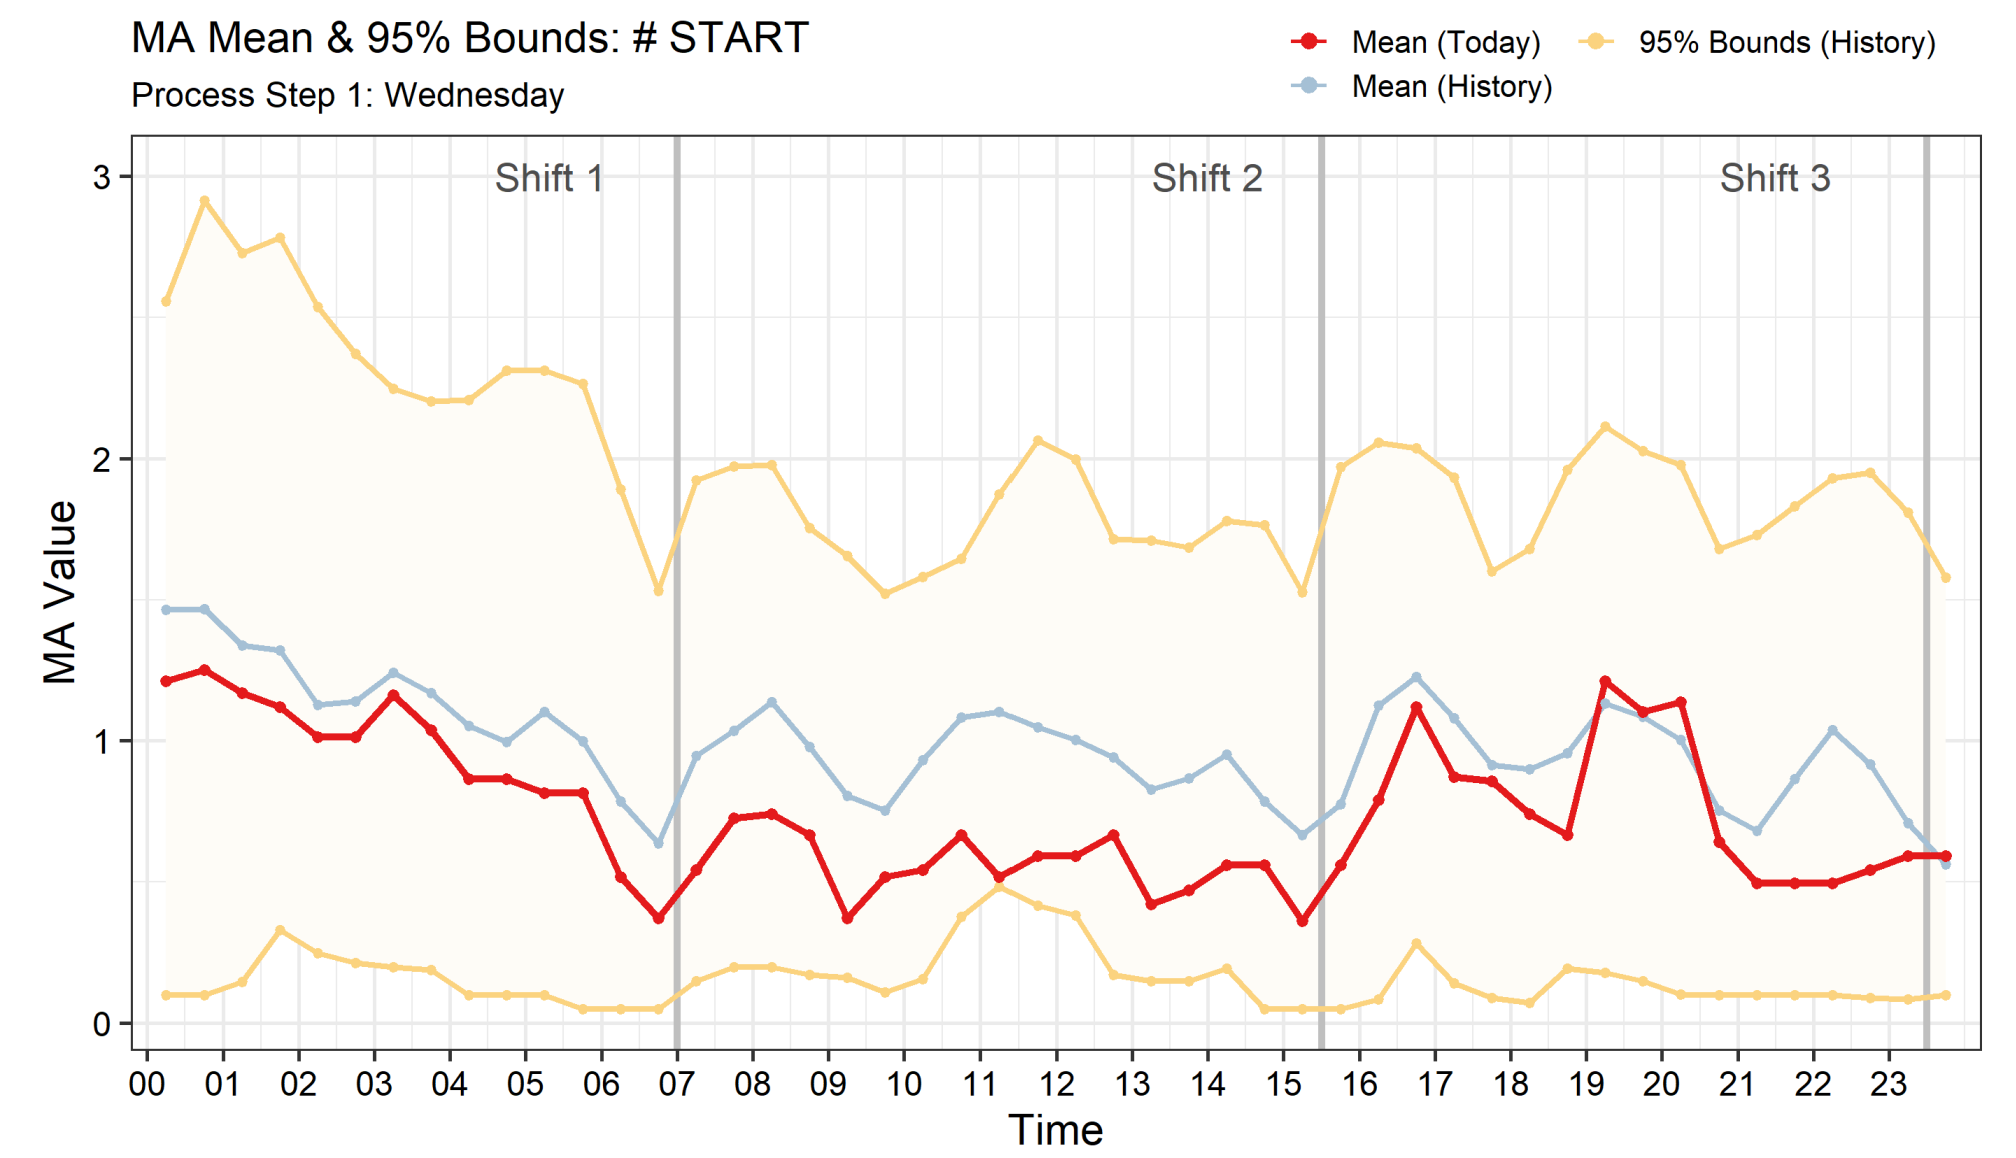 MA Mean & 95% Bounds: # START
Process Step 1: Wednesday
Mean (Today)
95% Bounds (History)
Mean (History)
Shift 1
Shift 2
Shift 3
3
2
1
0
MA Value
00 01 02 03 04 05 06 07 08 09 10 11 12 13 14 15 16 17 18 19 20 21 22 23
Time